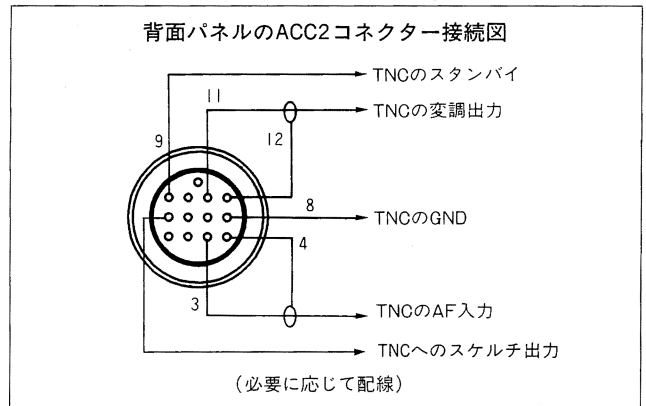 背面パネルのACC2コネクター接続図
TNCのスタンバイ
11
TNCの変調出力
9
12
8
TNCのGND
4
3
TNCのAF入力
TNCへのスケルチ出力
(必要に応じて配線)